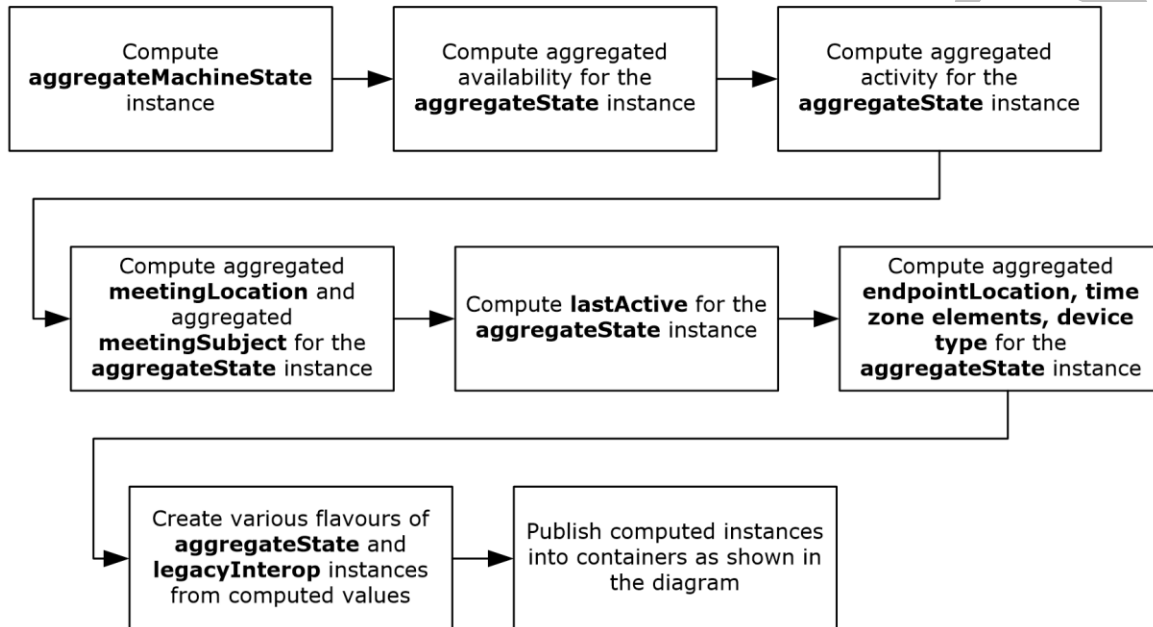 Compute
aggregateMachineState
instance
Compute aggregated
availability for the
aggregateState instance
Compute aggregated
activity for the
aggregateState instance
Compute aggregated
meetingLocation and
aggregated
meetingSubject for the
aggregateState instance
Compute lastActive for the
aggregateState instance
Compute aggregated
endpointLocation, time
zone elements, device
type for the
aggregateState instance
Create various flavours of
aggregateState and
legacyInterop instances
from computed values
Publish computed instances
into containers as shown in
the diagram